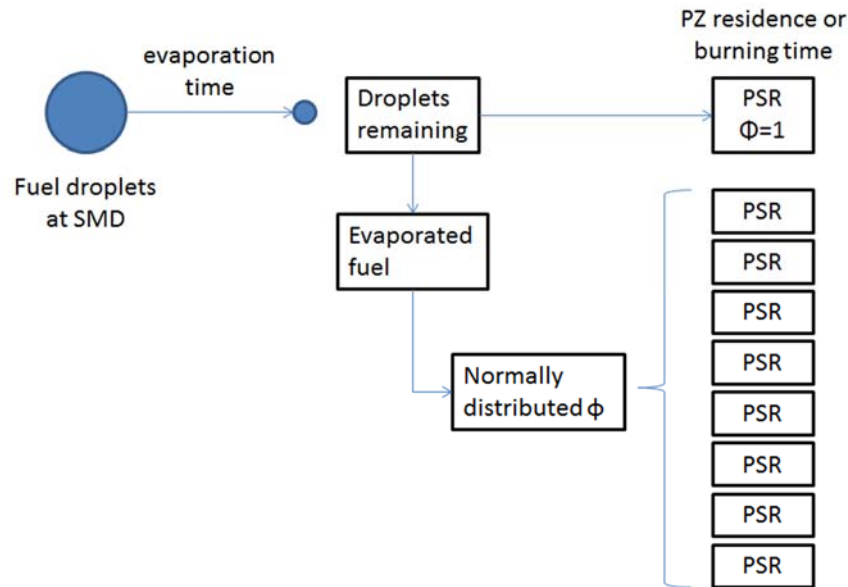 PZ residence or
burning time
evaporation
time
Droplets
remaining
PSR
Φ=1
Fuel droplets
at SMD
Evaporated
fuel
Normally
distributed ϕ
PSR
PSR
PSR
PSR
PSR
PSR
PSR
PSR